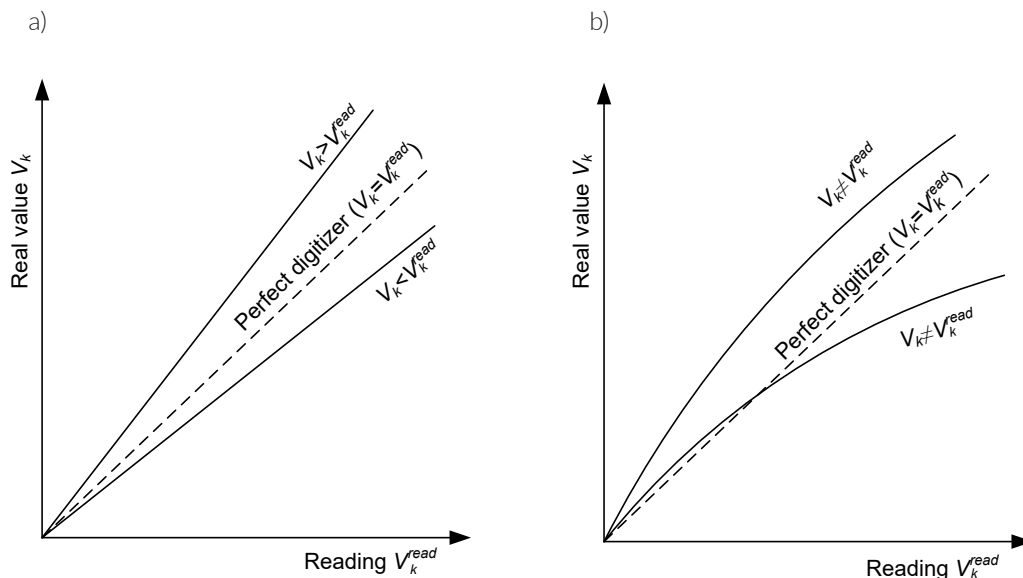 a)
Real value V_k
V_k>V_k^read
Perfect digitizer (V_k=V_k^read)
V_k<V_k^read
Reading V_k^read
b)
Real value V_k
V_k≠V_k^read
Perfect digitizer (V_k=V_k^read)
V_k≠V_k^read
Reading V_k^read